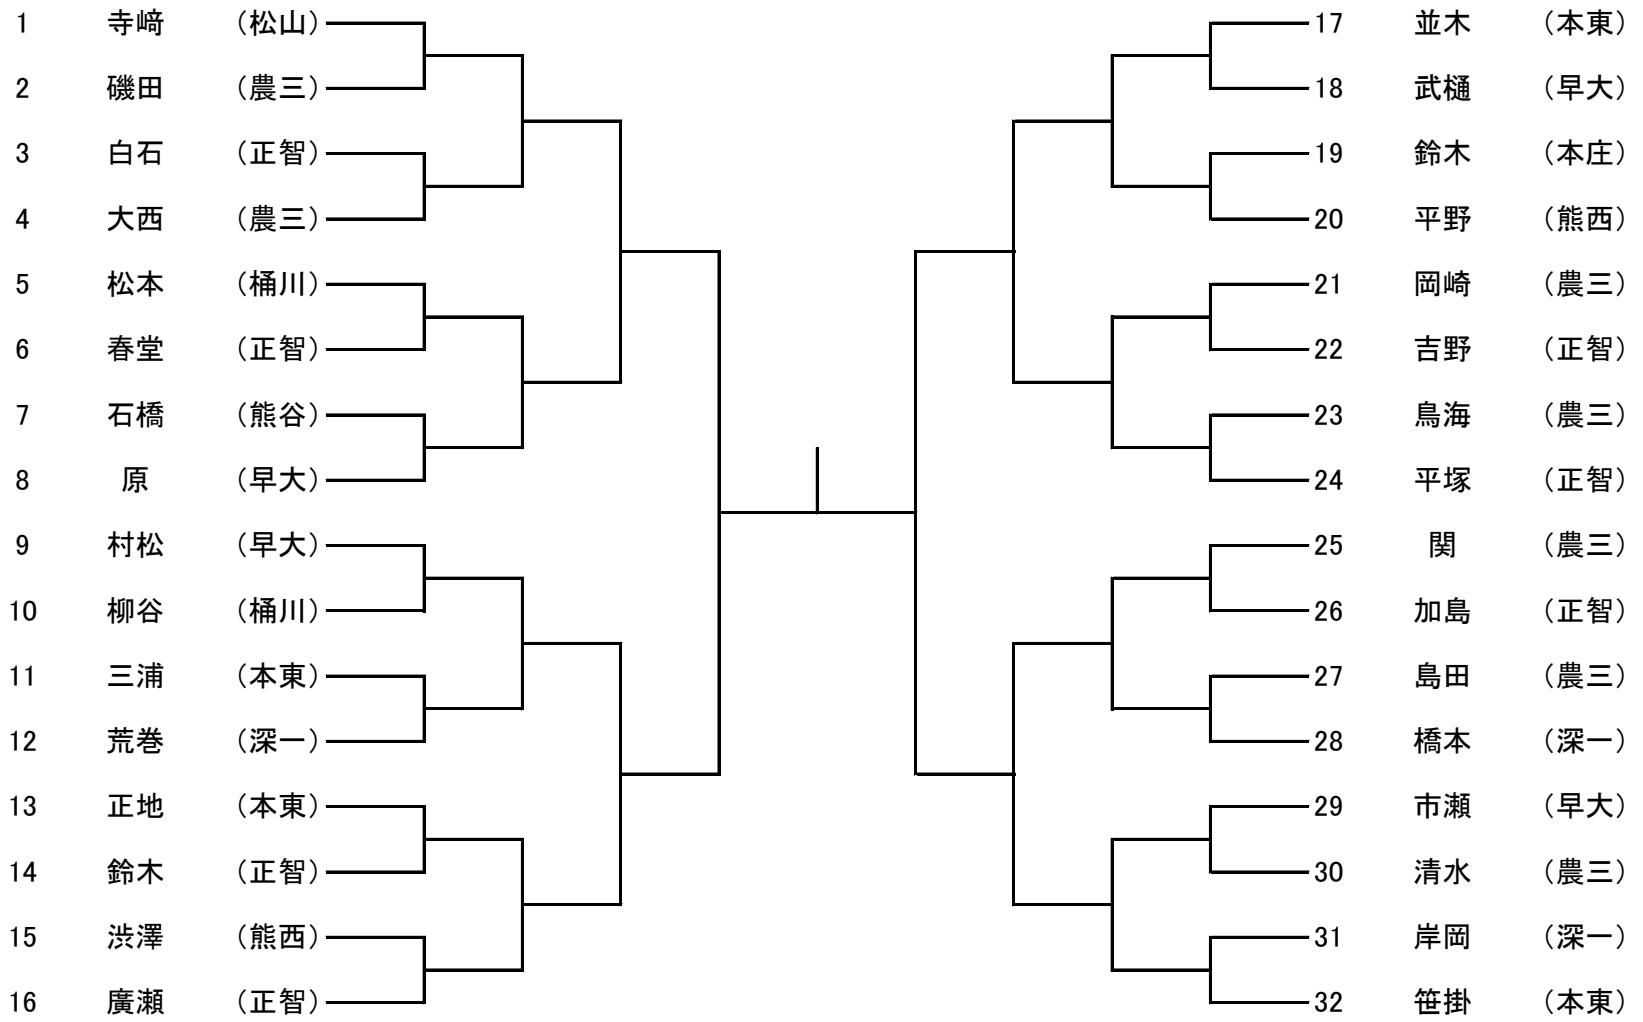 1 寺﨑 （松山）
2 磯田 （農三）
3 白石 （正智）
4 大西 （農三）
5 松本 （桶川）
6 春堂 （正智）
7 石橋 （熊谷）
8 原 （早大）
9 村松 （早大）
10 柳谷 （桶川）
11 三浦 （本東）
12 荒巻 （深一）
13 正地 （本東）
14 鈴木 （正智）
15 渋澤 （熊西）
16 廣瀬 （正智）
17 並木 （本東）
18 武樋 （早大）
19 鈴木 （本庄）
20 平野 （熊西）
21 岡崎 （農三）
22 吉野 （正智）
23 鳥海 （農三）
24 平塚 （正智）
25 関 （農三）
26 加島 （正智）
27 島田 （農三）
28 橋本 （深一）
29 市瀬 （早大）
30 清水 （農三）
31 岸岡 （深一）
32 笹掛 （本東）